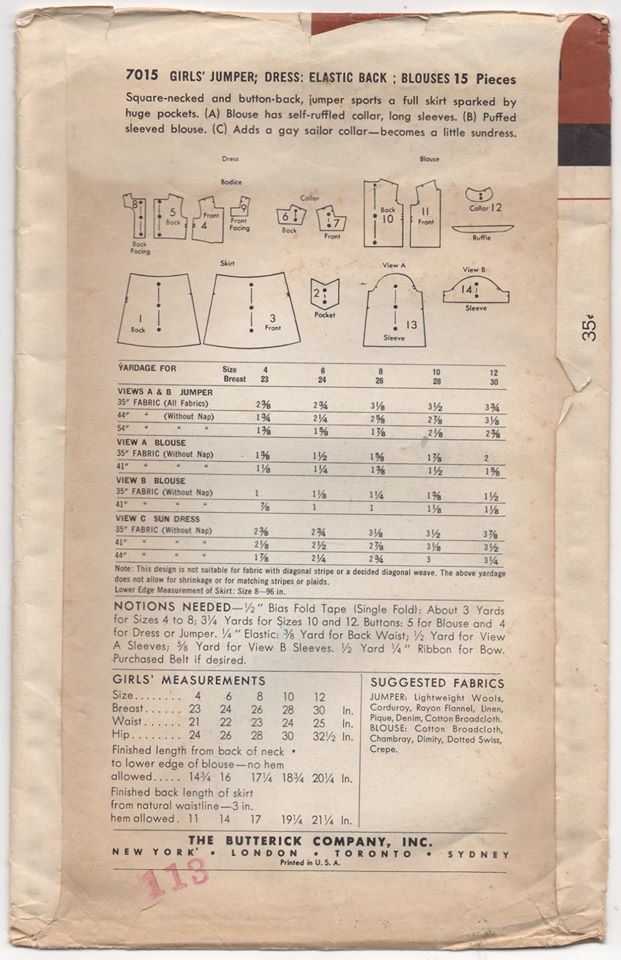 7015 GIRLS' JUMPER; DRESS: ELASTIC BACK ; BLOUSES 15 Pieces
Square-necked and button-back, jumper sports a full skirt sparked by
huge pockets. (A) Blouse has self-ruffled collar, long sleeves. (B) Puffed
sleeved blouse. (C) Adds a gay sailor collar—becomes a little sundress.
Dress Blouse
Bodice
8 Back Facing
5 Back
Front 4
9 Front Facing
Collar
6 Back
7 Front
Back 10
11 Front
Collar 12
Ruffle
Skirt
1 Back
3 Front
2 Pocket
View A
13 Sleeve
View B
14 Sleeve
35¢
YARDAGE FOR Size 4 6 8 10 12
Breast 23 24 26 28 30
VIEWS A & B JUMPER
35" FABRIC (All Fabrics) 2⅜ 2¾ 3⅛ 3½ 3¾
44" " (Without Nap) 1¾ 2¼ 2⅝ 2⅞ 3⅛
54" " " " 1⅜ 1⅝ 1⅞ 2⅛ 2⅜
VIEW A BLOUSE
35" FABRIC (Without Nap) 1⅜ 1½ 1⅝ 1⅞ 2
41" " " " 1⅛ 1¼ 1⅜ 1½ 1⅝
VIEW B BLOUSE
35" FABRIC (Without Nap) 1 1⅛ 1¼ 1⅜ 1½
41" " " " ⅞ 1 1 1⅛ 1⅛
VIEW C SUN DRESS
35" FABRIC (Without Nap) 2⅜ 2¾ 3⅛ 3½ 3⅞
41" " " " 2⅛ 2½ 2⅞ 3⅛ 3½
44" " " " 1⅞ 2¼ 2¾ 3 3¼
Note: This design is not suitable for fabric with diagonal stripe or a decided diagonal weave. The above yardage
does not allow for shrinkage or for matching stripes or plaids.
Lower Edge Measurement of Skirt: Size 8—96 in.
NOTIONS NEEDED—½" Bias Fold Tape (Single Fold): About 3 Yards
for Sizes 4 to 8; 3¼ Yards for Sizes 10 and 12. Buttons: 5 for Blouse and 4
for Dress or Jumper. ¼" Elastic: ⅜ Yard for Back Waist; ½ Yard for View
A Sleeves; ⅝ Yard for View B Sleeves. ½ Yard ¼" Ribbon for Bow.
Purchased Belt if desired.
GIRLS' MEASUREMENTS
Size........ 4 6 8 10 12
Breast...... 23 24 26 28 30 In.
Waist...... 21 22 23 24 25 In.
Hip........ 24 26 28 30 32½ In.
Finished length from back of neck
to lower edge of blouse—no hem
allowed..... 14¾ 16 17¼ 18¾ 20¼ In.
Finished back length of skirt
from natural waistline—3 in.
hem allowed. 11 14 17 19¼ 21¼ In.
SUGGESTED FABRICS
JUMPER: Lightweight Wools,
Corduroy, Rayon Flannel, Linen,
Pique, Denim, Cotton Broadcloth.
BLOUSE: Cotton Broadcloth,
Chambray, Dimity, Dotted Swiss,
Crepe.
THE BUTTERICK COMPANY, INC.
NEW YORK • LONDON • TORONTO • SYDNEY
Printed in U. S. A.
113